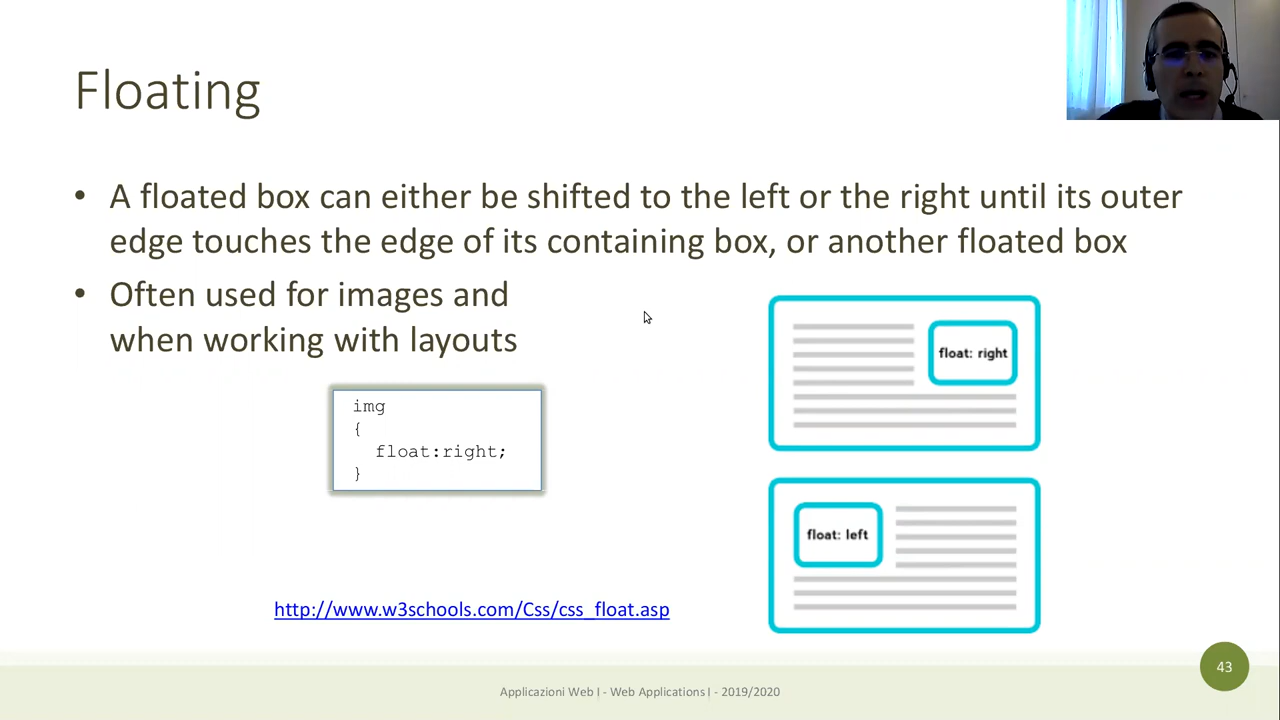 Floating
• A floated box can either be shifted to the left or the right until its outer
edge touches the edge of its containing box, or another floated box
• Often used for images and
when working with layouts
img
{
float:right;
}
float: right
float: left
http://www.w3schools.com/Css/css_float.asp
43
Applicazioni Web I - Web Applications I - 2019/2020